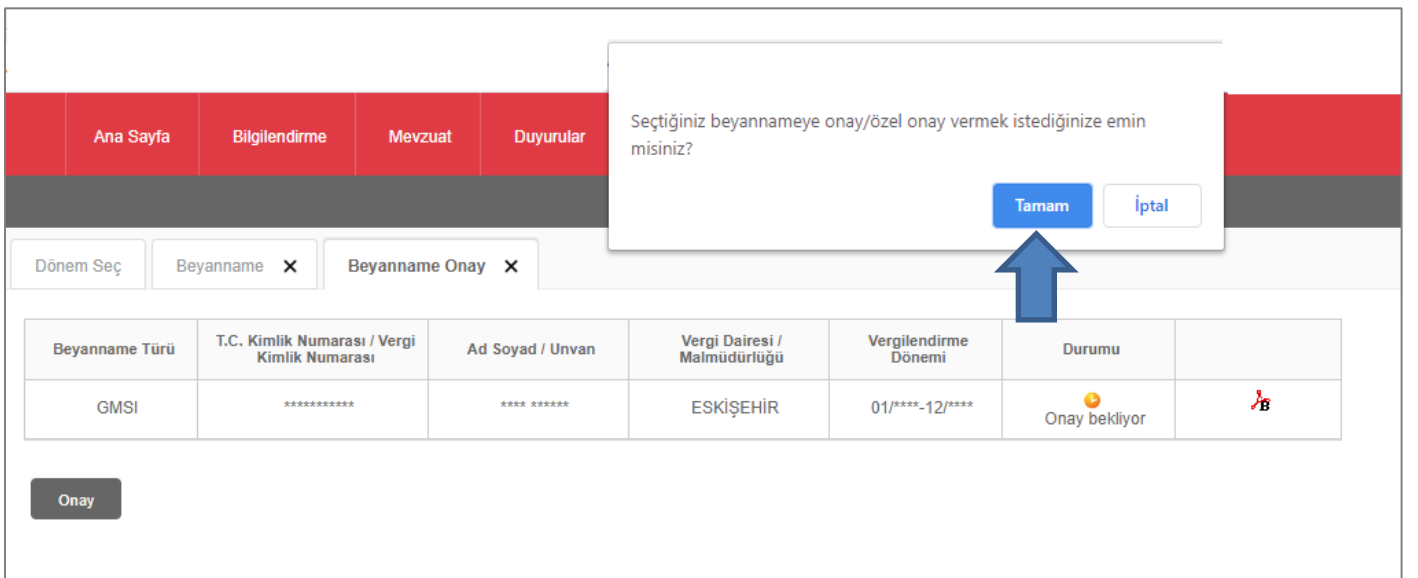 Seçtiğiniz beyannameye onay/özel onay vermek istediğinize emin
misiniz?
Tamam İptal
Ana Sayfa Bilgilendirme Mevzuat Duyurular
Dönem Seç Beyanname X Beyanname Onay X
Beyanname Türü
T.C. Kimlik Numarası / Vergi
Kimlik Numarası
Ad Soyad / Unvan
Vergi Dairesi /
Malmüdürlüğü
Vergilendirme
Dönemi
Durumu
GMSI
***********
**** ******
ESKİŞEHİR
01/****-12/****
Onay bekliyor
B
Onay